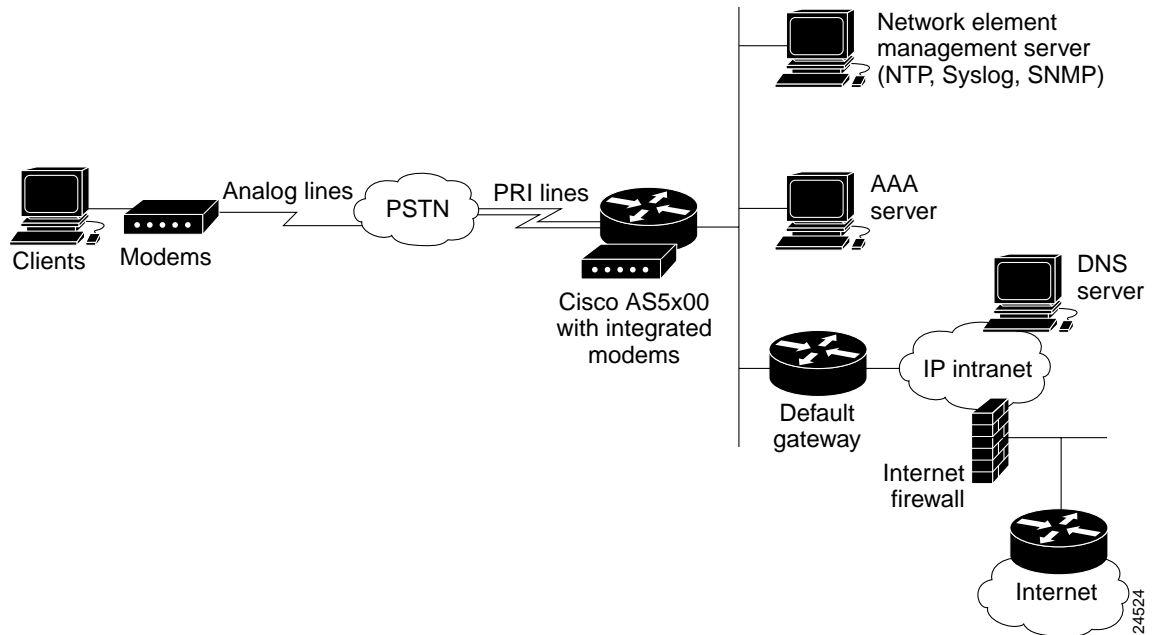 Network element
management server
(NTP, Syslog, SNMP)
Analog lines
PSTN
PRI lines
AAA
server
Clients
Modems
Cisco AS5x00
with integrated
modems
DNS
server
IP intranet
Default
gateway
Internet
firewall
Internet
24524